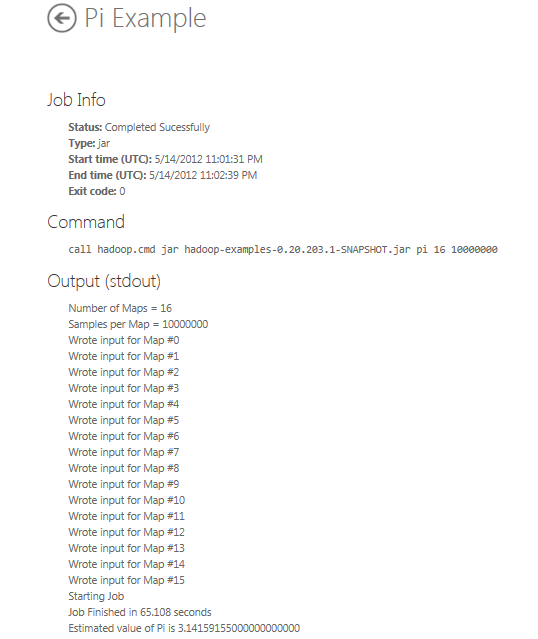 Pi Example
Job Info
Status: Completed Sucessfully
Type: jar
Start time (UTC): 5/14/2012 11:01:31 PM
End time (UTC): 5/14/2012 11:02:39 PM
Exit code: 0
Command
call hadoop.cmd jar hadoop-examples-0.20.203.1-SNAPSHOT.jar pi 16 10000000
Output (stdout)
Number of Maps = 16
Samples per Map = 10000000
Wrote input for Map #0
Wrote input for Map #1
Wrote input for Map #2
Wrote input for Map #3
Wrote input for Map #4
Wrote input for Map #5
Wrote input for Map #6
Wrote input for Map #7
Wrote input for Map #8
Wrote input for Map #9
Wrote input for Map #10
Wrote input for Map #11
Wrote input for Map #12
Wrote input for Map #13
Wrote input for Map #14
Wrote input for Map #15
Starting Job
Job Finished in 65.108 seconds
Estimated value of Pi is 3.14159155000000000000